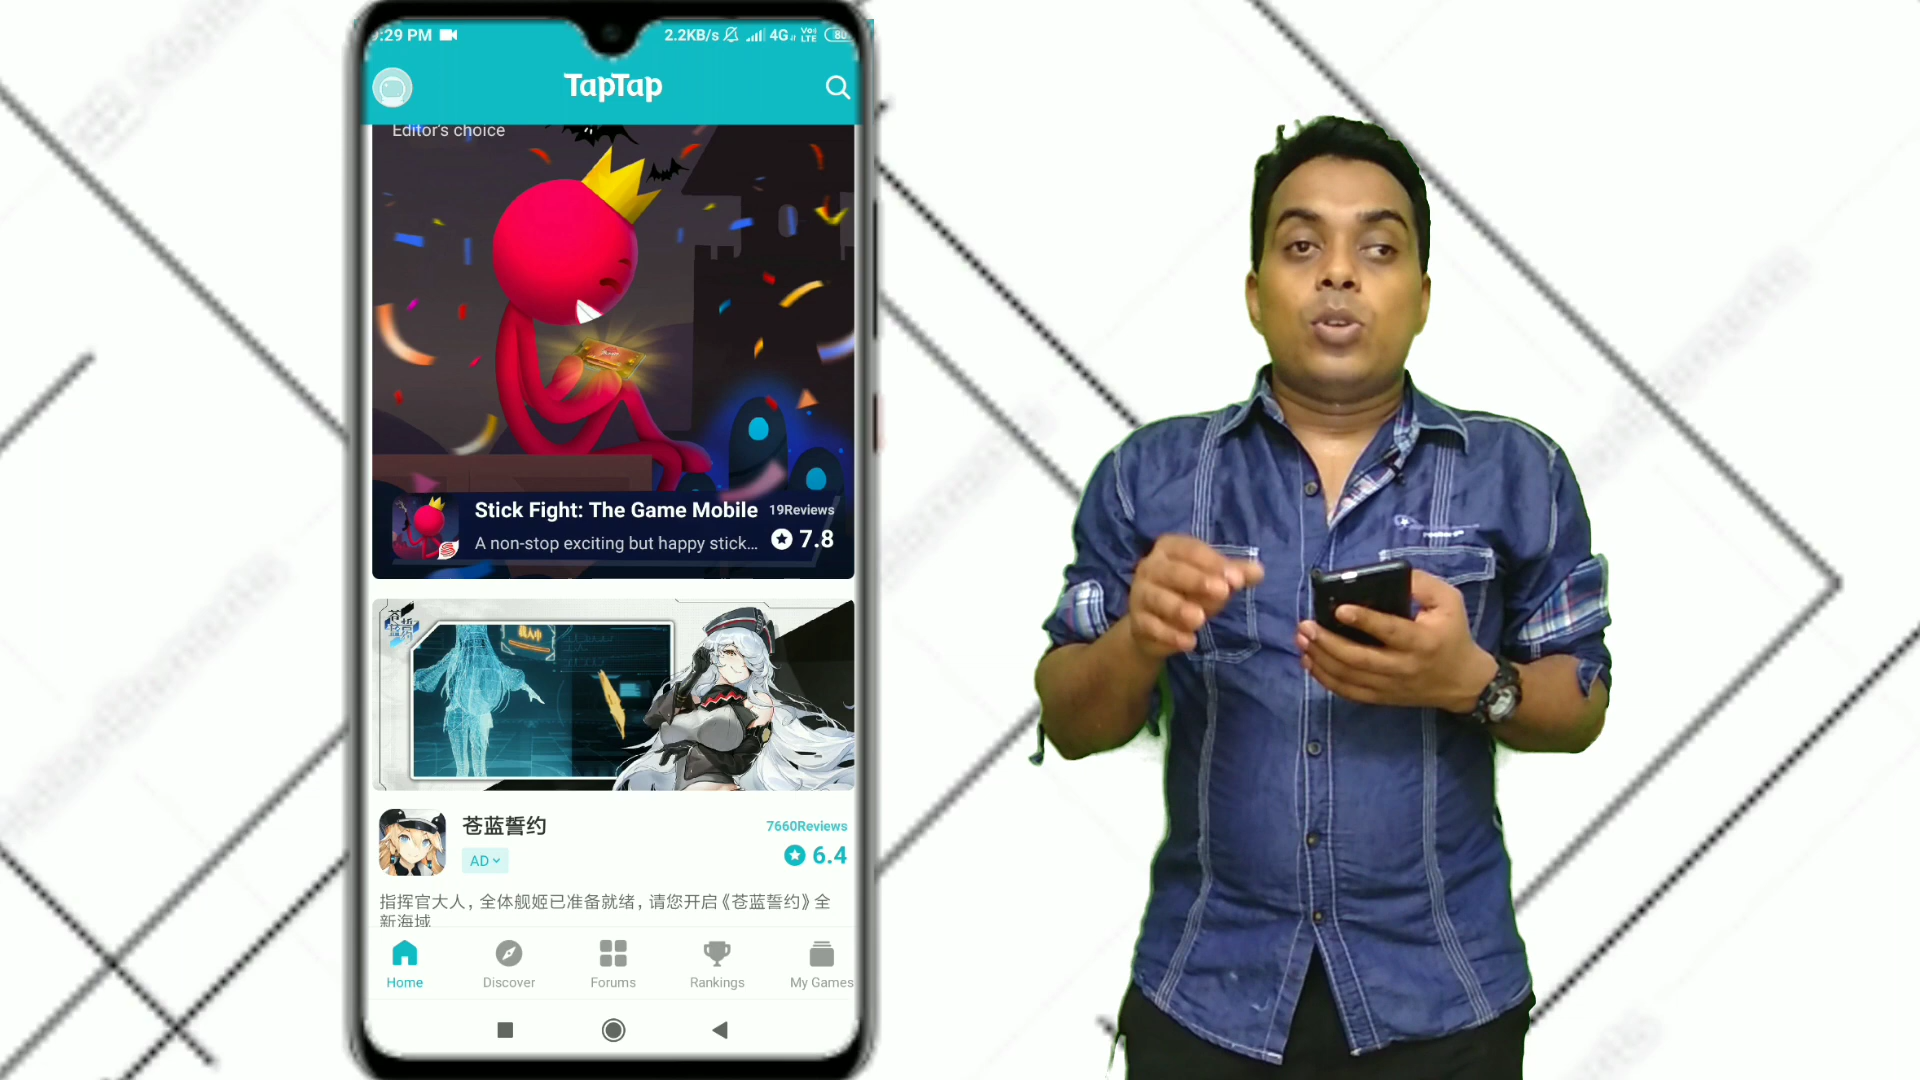 :29 PM
2.2KB/s 4G VoLTE 80
TapTap
Editor's choice
Stick Fight: The Game Mobile
19Reviews
A non-stop exciting but happy stick...
7.8
苍蓝誓约
7660Reviews
AD
6.4
指挥官大人，全体舰姬已准备就绪，请您开启《苍蓝誓约》全
新海域
Home
Discover
Forums
Rankings
My Games